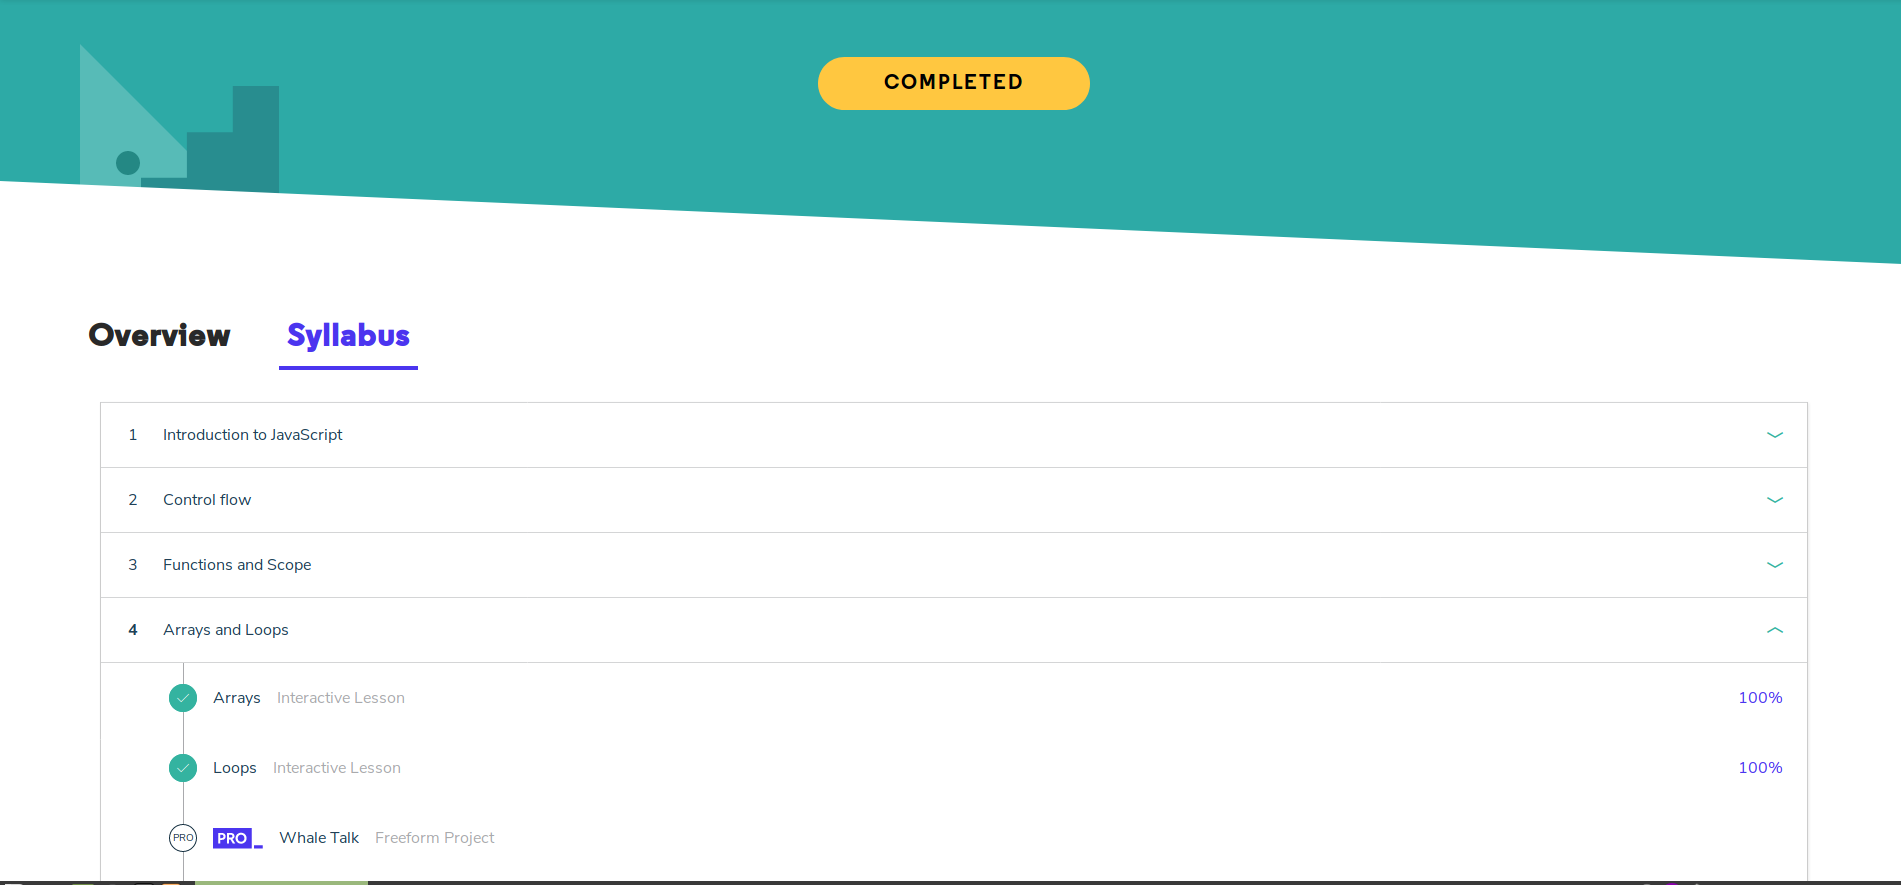 COMPLETED
Overview Syllabus
1 Introduction to JavaScript
2 Control flow
3 Functions and Scope
4 Arrays and Loops
Arrays Interactive Lesson 100%
Loops Interactive Lesson 100%
PRO PRO_ Whale Talk Freeform Project